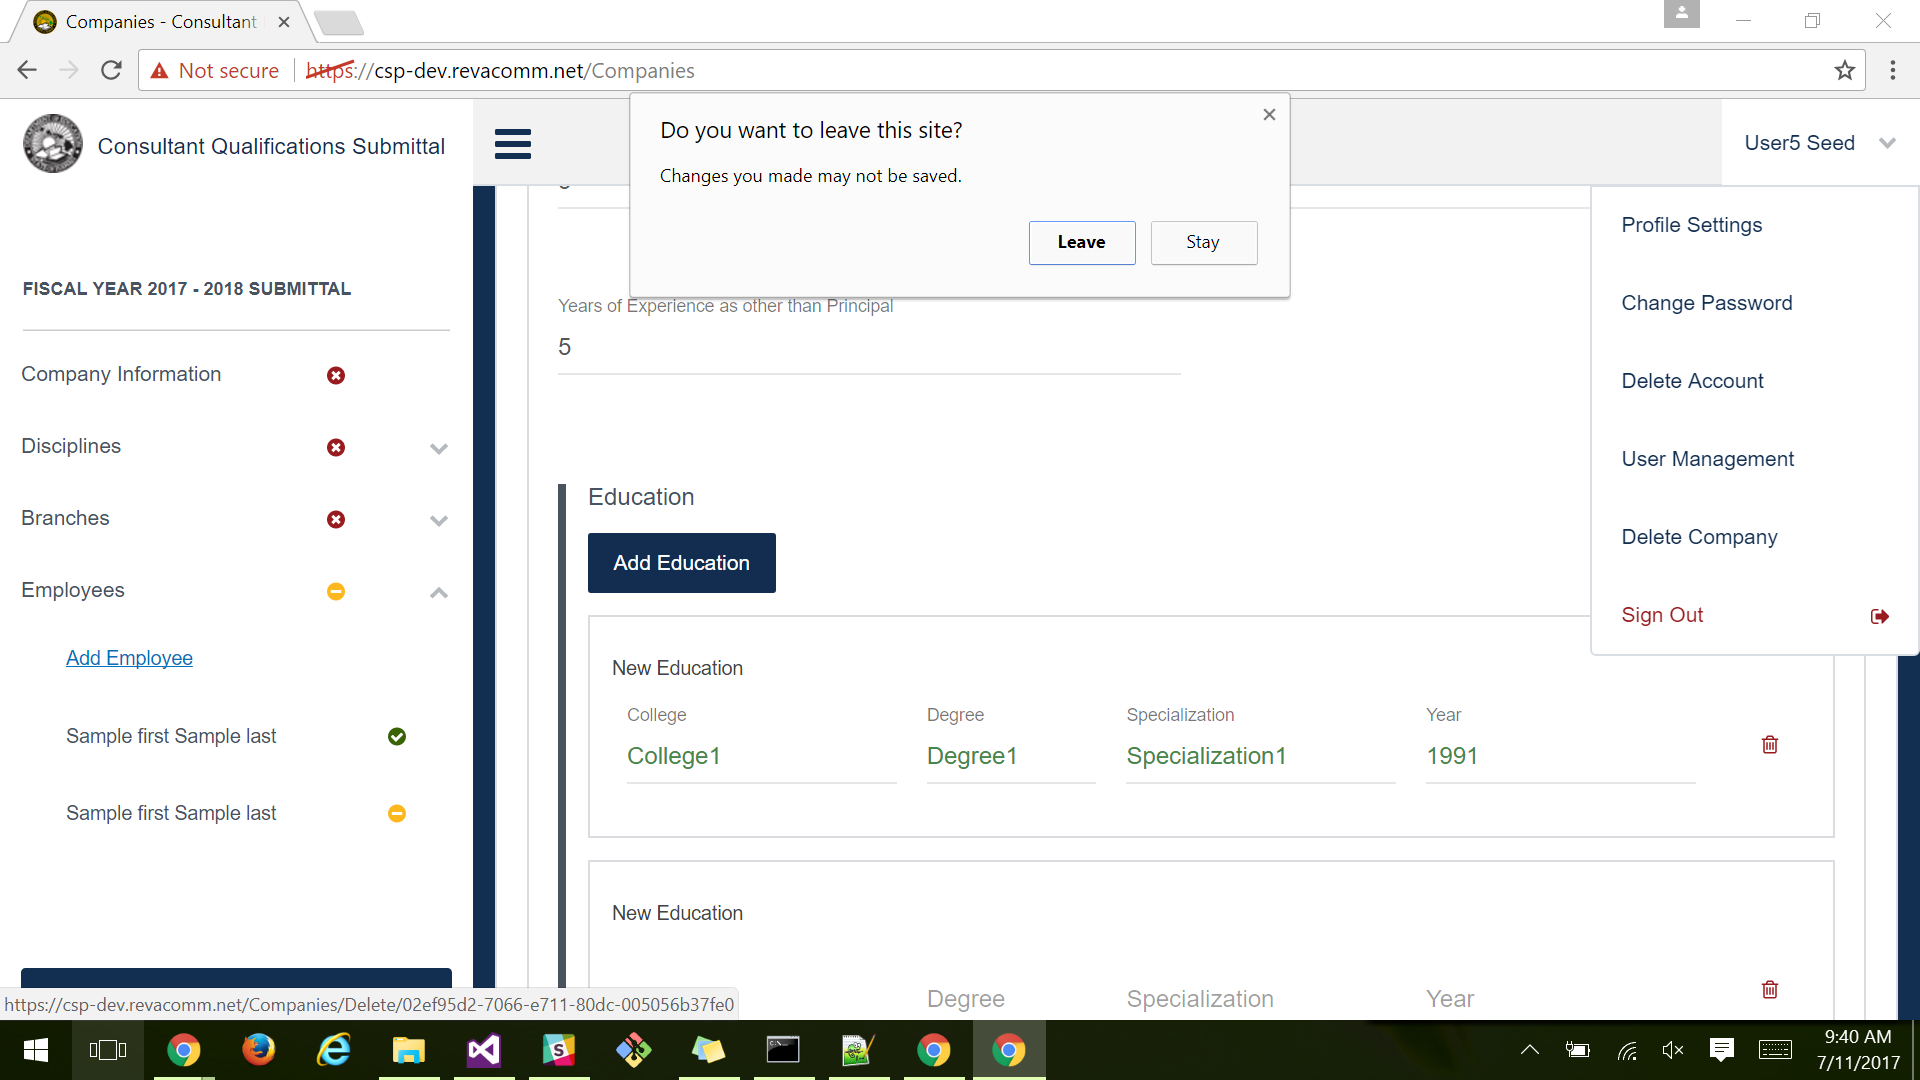 Companies - Consultant
Not secure
https://csp-dev.revacomm.net/Companies
Consultant Qualifications Submittal
User5 Seed
Do you want to leave this site?
Changes you made may not be saved.
Leave
Stay
Profile Settings
Change Password
Delete Account
User Management
Delete Company
Sign Out
FISCAL YEAR 2017 - 2018 SUBMITTAL
Company Information
Disciplines
Branches
Employees
Add Employee
Sample first Sample last
Sample first Sample last
Years of Experience as other than Principal
5
Education
Add Education
New Education
College Degree Specialization Year
College1 Degree1 Specialization1 1991
New Education
Degree Specialization Year
https://csp-dev.revacomm.net/Companies/Delete/02ef95d2-7066-e711-80dc-005056b37fe0
9:40 AM
7/11/2017